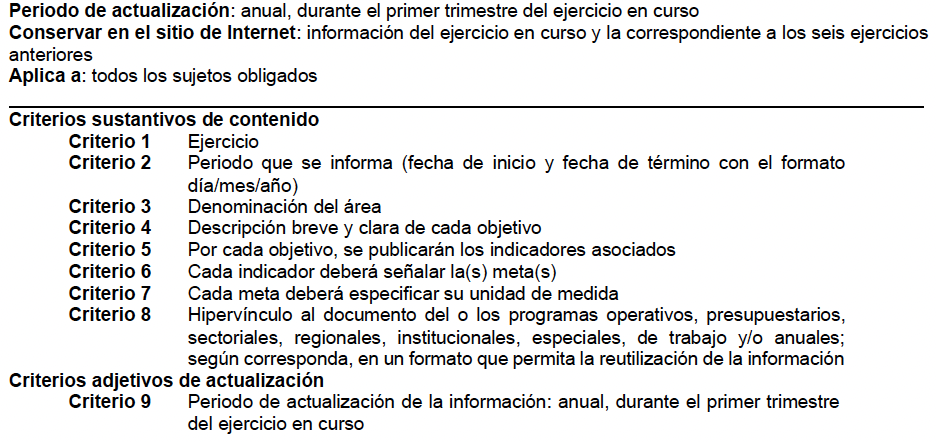 Periodo de actualización: anual, durante el primer trimestre del ejercicio en curso
Conservar en el sitio de Internet: información del ejercicio en curso y la correspondiente a los seis ejercicios
anteriores
Aplica a: todos los sujetos obligados
Criterios sustantivos de contenido
Criterio 1 Ejercicio
Criterio 2 Periodo que se informa (fecha de inicio y fecha de término con el formato
día/mes/año)
Criterio 3 Denominación del área
Criterio 4 Descripción breve y clara de cada objetivo
Criterio 5 Por cada objetivo, se publicarán los indicadores asociados
Criterio 6 Cada indicador deberá señalar la(s) meta(s)
Criterio 7 Cada meta deberá especificar su unidad de medida
Criterio 8 Hipervínculo al documento del o los programas operativos, presupuestarios,
sectoriales, regionales, institucionales, especiales, de trabajo y/o anuales;
según corresponda, en un formato que permita la reutilización de la información
Criterios adjetivos de actualización
Criterio 9 Periodo de actualización de la información: anual, durante el primer trimestre
del ejercicio en curso